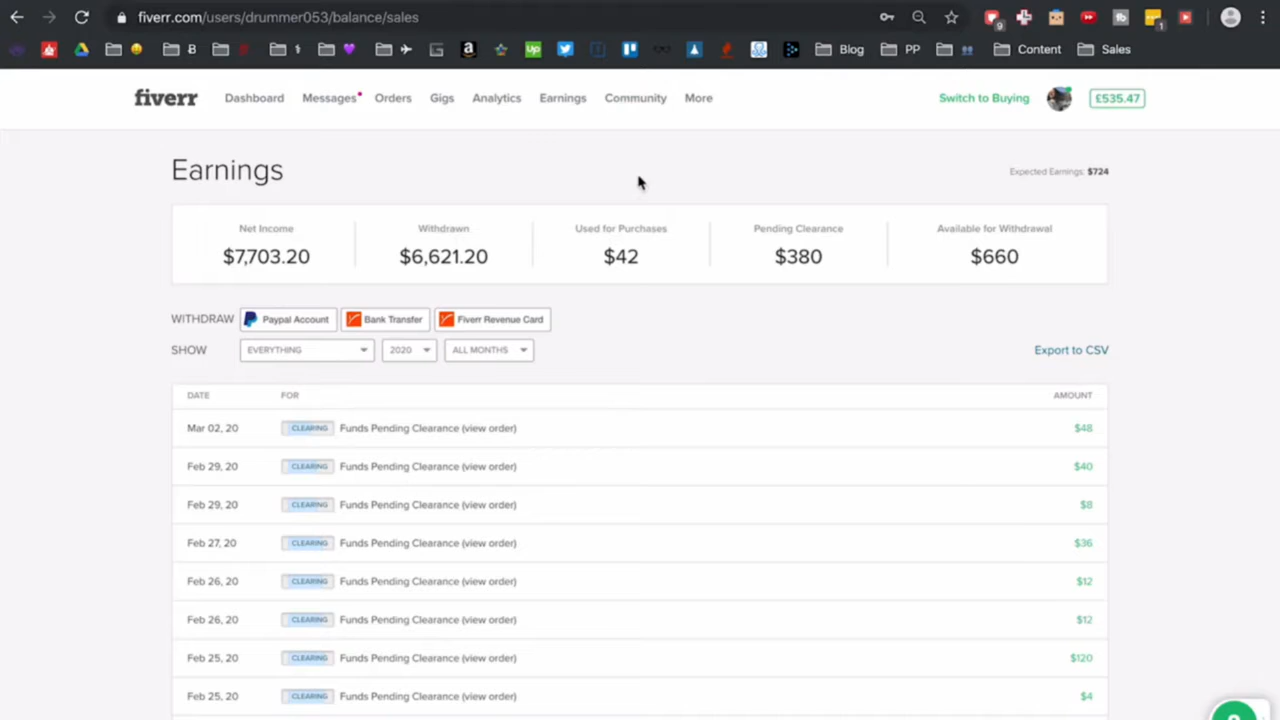 fiverr.com/users/drummer053/balance/sales
9
1
Blog PP Content Sales
fiverr Dashboard Messages Orders Gigs Analytics Earnings Community More Switch to Buying £535.47
Earnings
Expected Earnings: $724
Net Income Withdrawn Used for Purchases Pending Clearance Available for Withdrawal
$7,703.20 $6,621.20 $42 $380 $660
WITHDRAW Paypal Account Bank Transfer Fiverr Revenue Card
SHOW EVERYTHING 2020 ALL MONTHS Export to CSV
DATE FOR AMOUNT
Mar 02, 20 CLEARING Funds Pending Clearance (view order) $48
Feb 29, 20 CLEARING Funds Pending Clearance (view order) $40
Feb 29, 20 CLEARING Funds Pending Clearance (view order) $8
Feb 27, 20 CLEARING Funds Pending Clearance (view order) $36
Feb 26, 20 CLEARING Funds Pending Clearance (view order) $12
Feb 26, 20 CLEARING Funds Pending Clearance (view order) $12
Feb 25, 20 CLEARING Funds Pending Clearance (view order) $120
Feb 25, 20 CLEARING Funds Pending Clearance (view order) $4